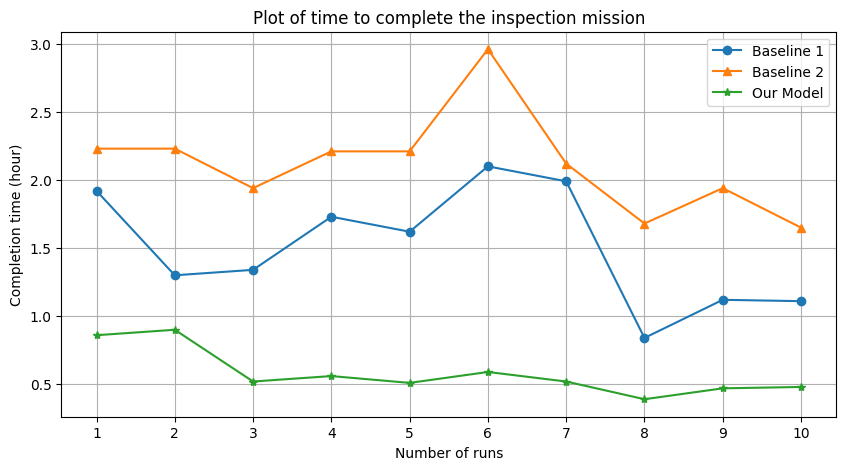 Plot of time to complete the inspection mission
Baseline 1
Baseline 2
Our Model
Completion time (hour)
3.0
2.5
2.0
1.5
1.0
0.5
1 2 3 4 5 6 7 8 9 10
Number of runs